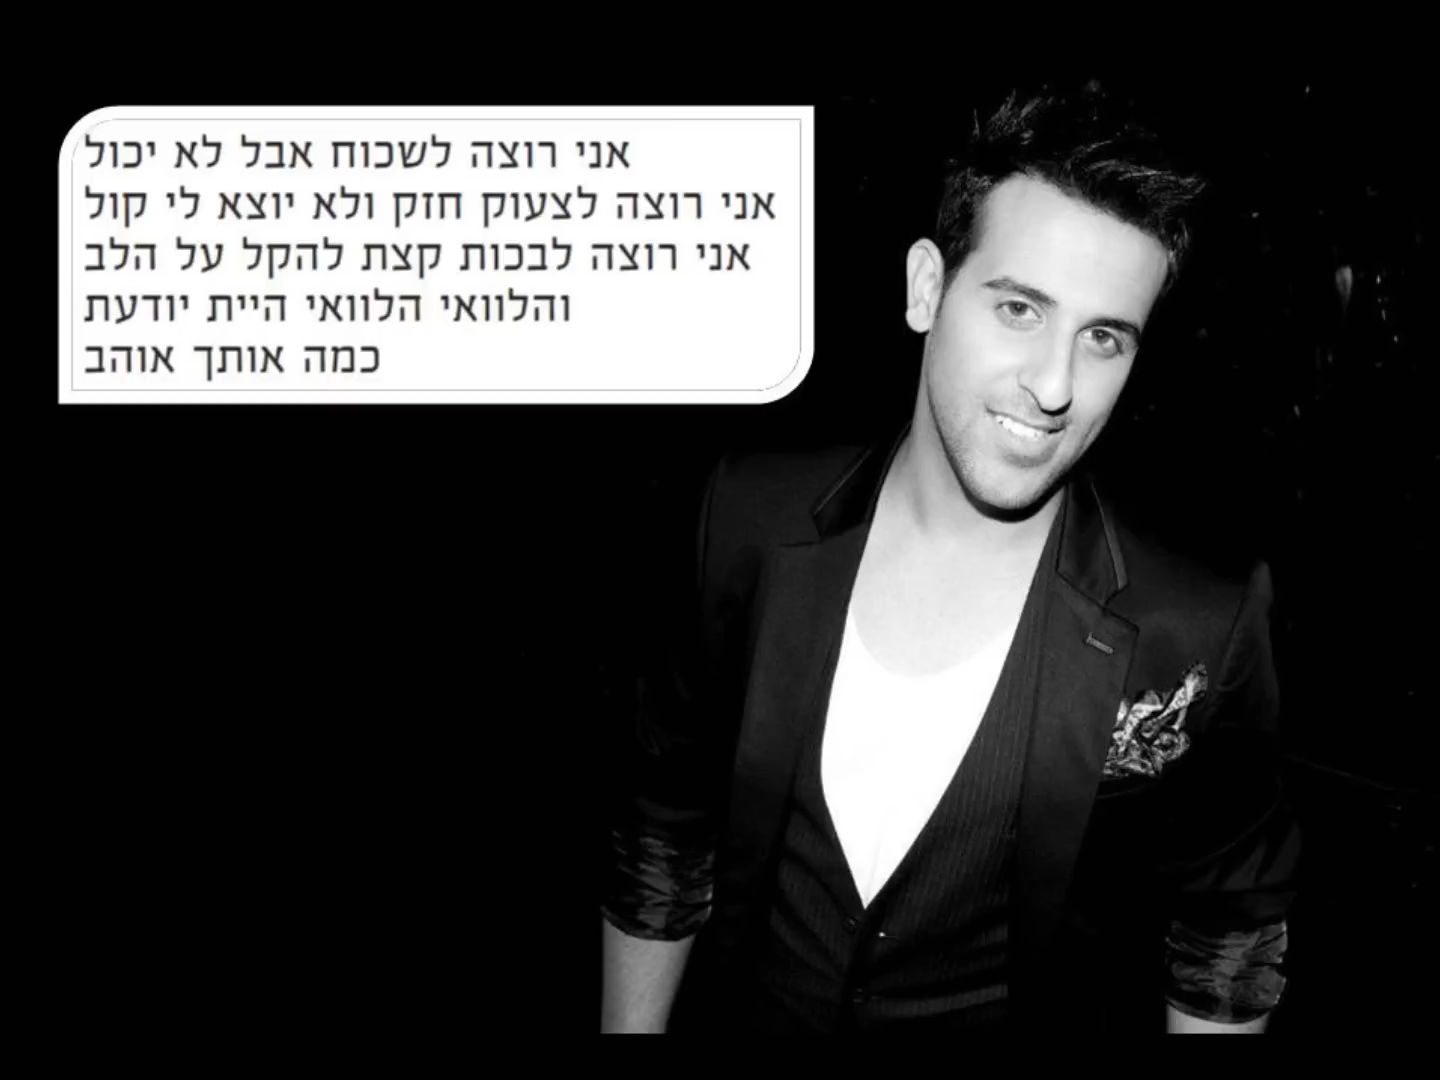 אני רוצה לשכוח אבל לא יכול
אני רוצה לצעוק חזק ולא יוצא לי קול
אני רוצה לבכות קצת להקל על הלב
והלוואי הלוואי היית יודעת
כמה אותך אוהב